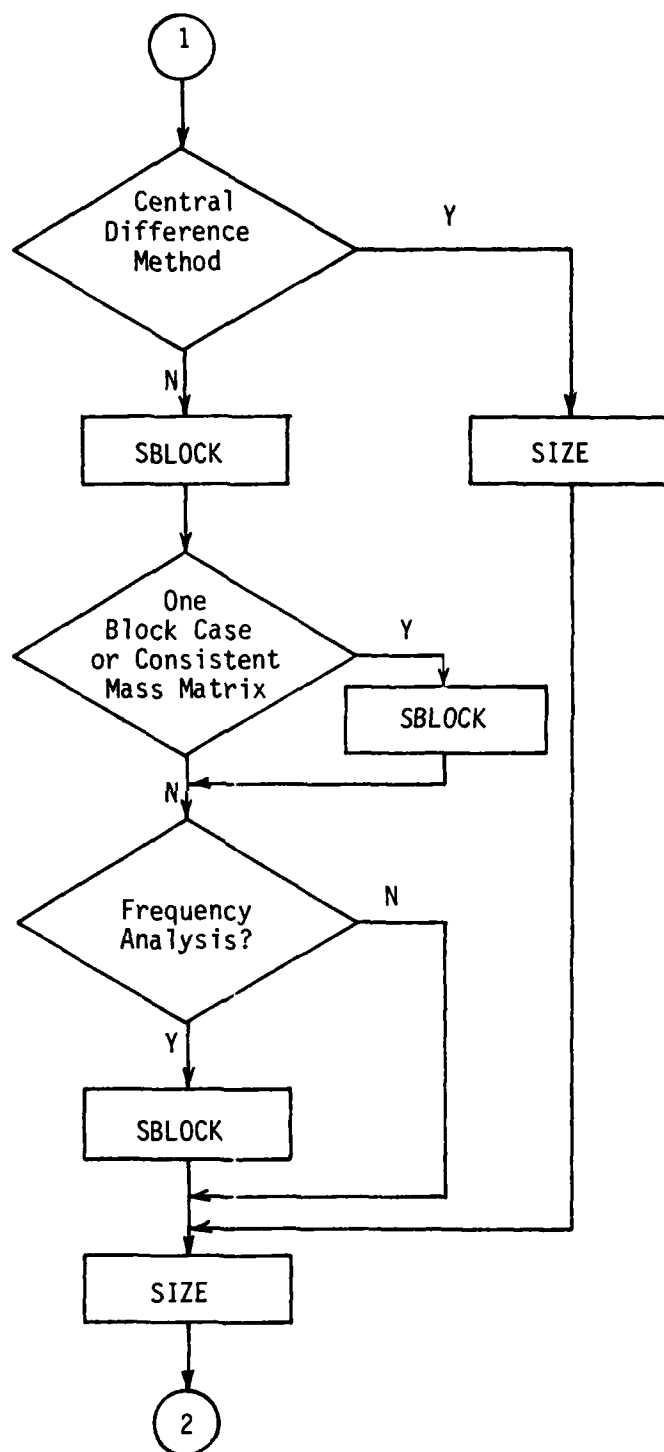 1
Central
Difference
Method
Y
N
SBLOCK
SIZE
One
Block Case
or Consistent
Mass Matrix
Y
SBLOCK
N
Frequency
Analysis?
N
Y
SBLOCK
SIZE
2